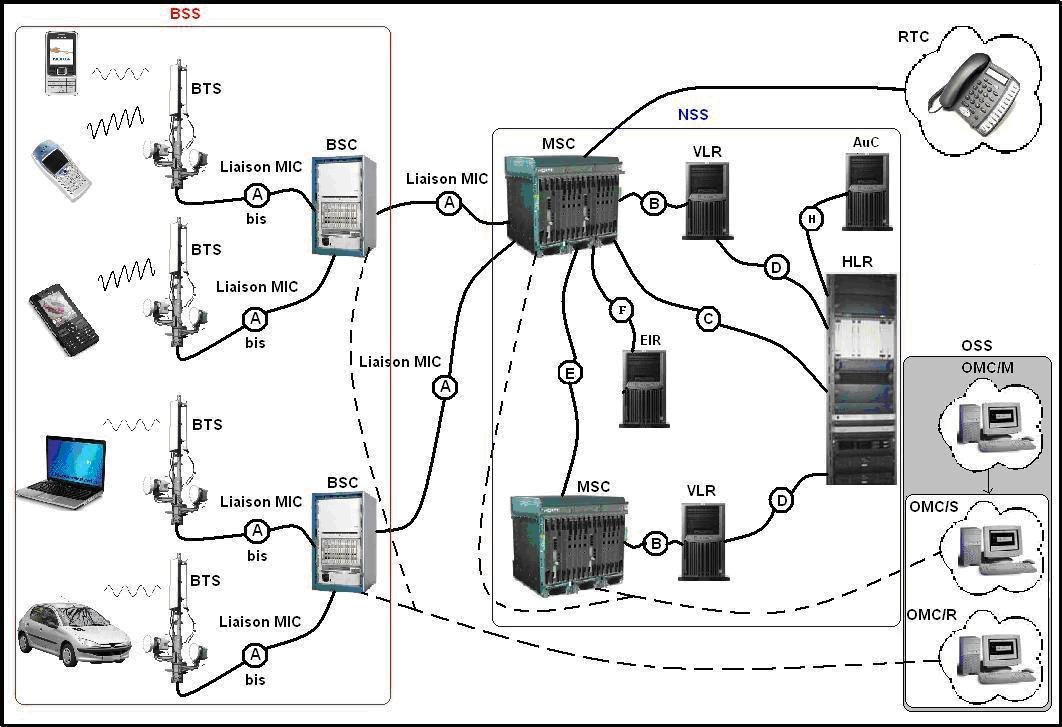 BSS
BTS
Liaison MIC
A
bis
BTS
Liaison MIC
A
bis
BSC
Liaison MIC
A
BTS
Liaison MIC
A
bis
BTS
Liaison MIC
A
bis
BSC
Liaison MIC
A
NSS
MSC
B
VLR
D
AuC
H
HLR
C
F
EIR
E
MSC
B
VLR
D
RTC
OSS
OMC/M
OMC/S
OMC/R